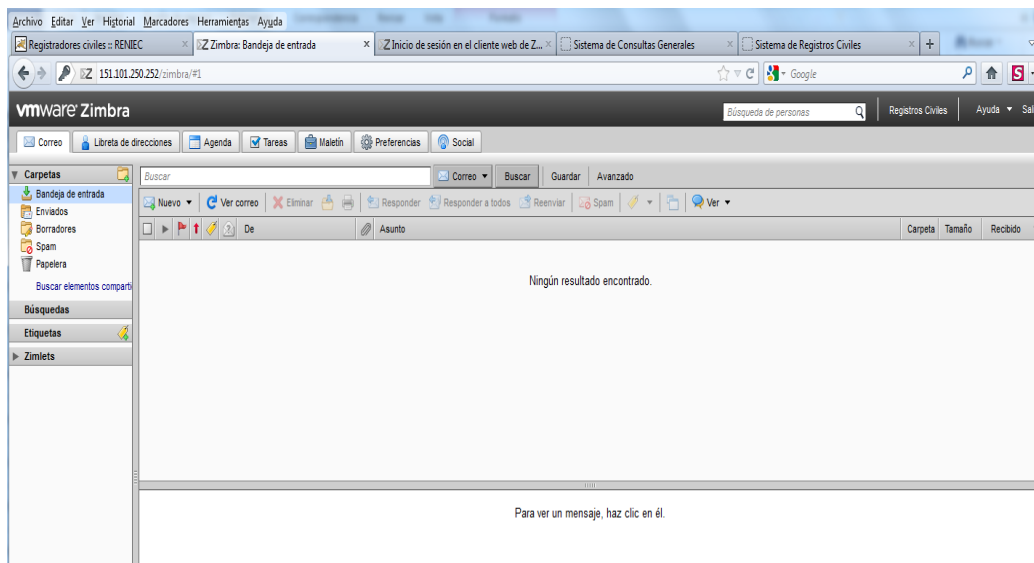 Archivo Editar Ver Historial Marcadores Herramientas Ayuda
Registradores civiles :: RENIEC × Zimbra: Bandeja de entrada × Inicio de sesión en el cliente web de Z... × Sistema de Consultas Generales × Sistema de Registros Civiles × +
151.101.250.252/zimbra/#1 Google
vmware Zimbra Búsqueda de personas Registros Civiles Ayuda Sal
Correo Libreta de direcciones Agenda Tareas Maletín Preferencias Social
Carpetas Buscar Correo Buscar Guardar Avanzado
Bandeja de entrada Nuevo Ver correo Eliminar Responder Responder a todos Reenviar Spam Ver
Enviados
Borradores De Asunto Carpeta Tamaño Recibido
Spam
Papelera
Ningún resultado encontrado.
Buscar elementos comparti
Búsquedas
Etiquetas
Zimlets
Para ver un mensaje, haz clic en él.